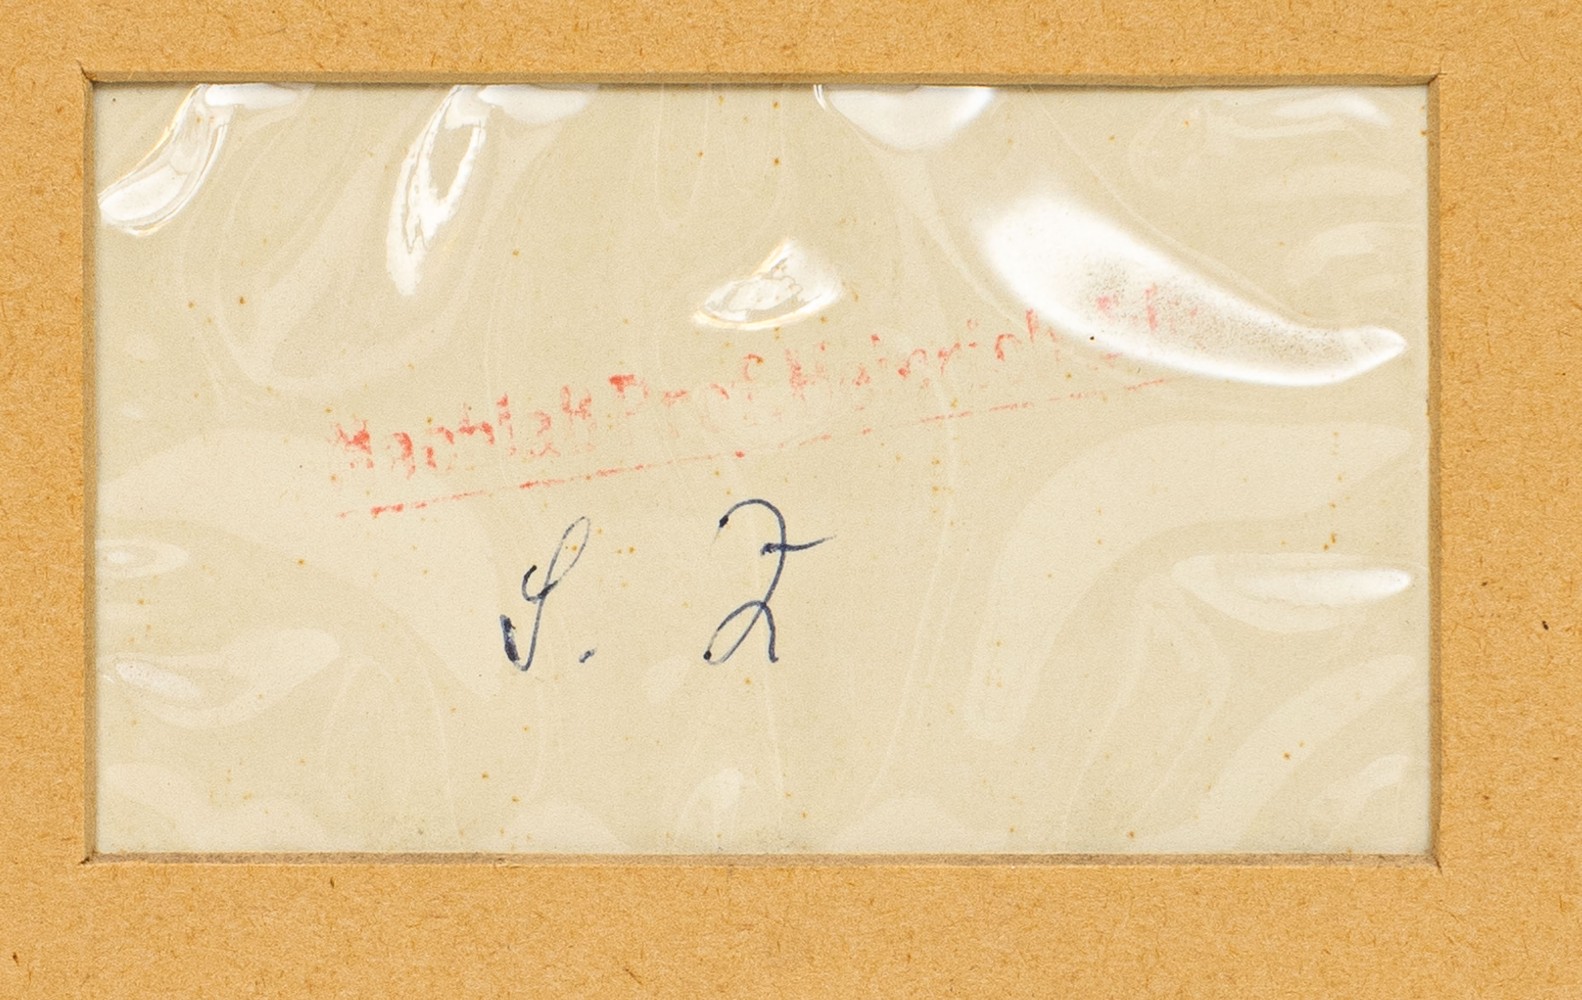 Nachlaß Prof. Heinrich
S. Z